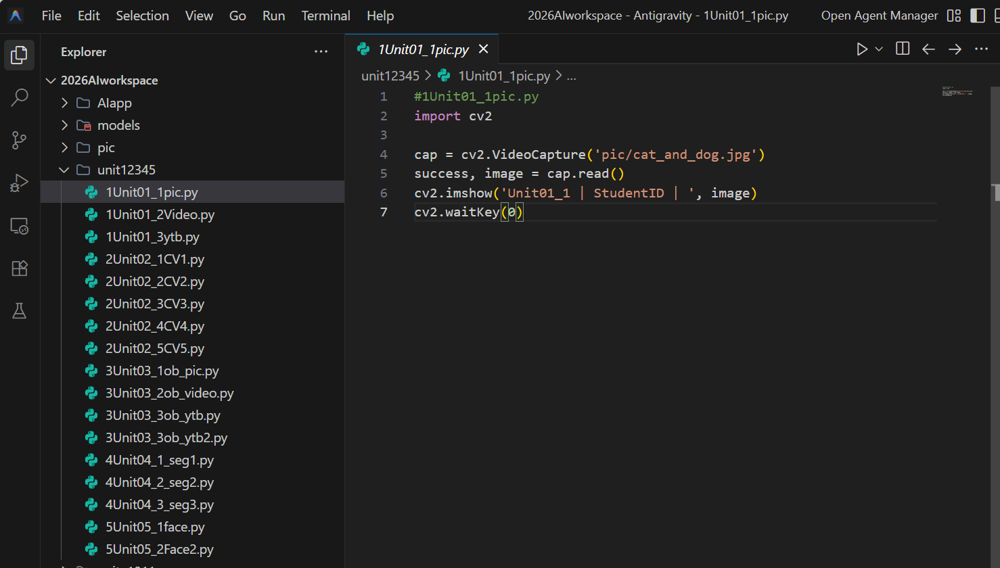 File Edit Selection View Go Run Terminal Help 2026AIworkspace - Antigravity - 1Unit01_1pic.py Open Agent Manager
Explorer
2026AIworkspace
AIapp
models
pic
unit12345
1Unit01_1pic.py
1Unit01_2Video.py
1Unit01_3ytb.py
2Unit02_1CV1.py
2Unit02_2CV2.py
2Unit02_3CV3.py
2Unit02_4CV4.py
2Unit02_5CV5.py
3Unit03_1ob_pic.py
3Unit03_2ob_video.py
3Unit03_3ob_ytb.py
3Unit03_3ob_ytb2.py
4Unit04_1_seg1.py
4Unit04_2_seg2.py
4Unit04_3_seg3.py
5Unit05_1face.py
5Unit05_2Face2.py
1Unit01_1pic.py
unit12345 > 1Unit01_1pic.py > ...
1 #1Unit01_1pic.py
2 import cv2
3
4 cap = cv2.VideoCapture('pic/cat_and_dog.jpg')
5 success, image = cap.read()
6 cv2.imshow('Unit01_1 | StudentID | ', image)
7 cv2.waitKey(0)